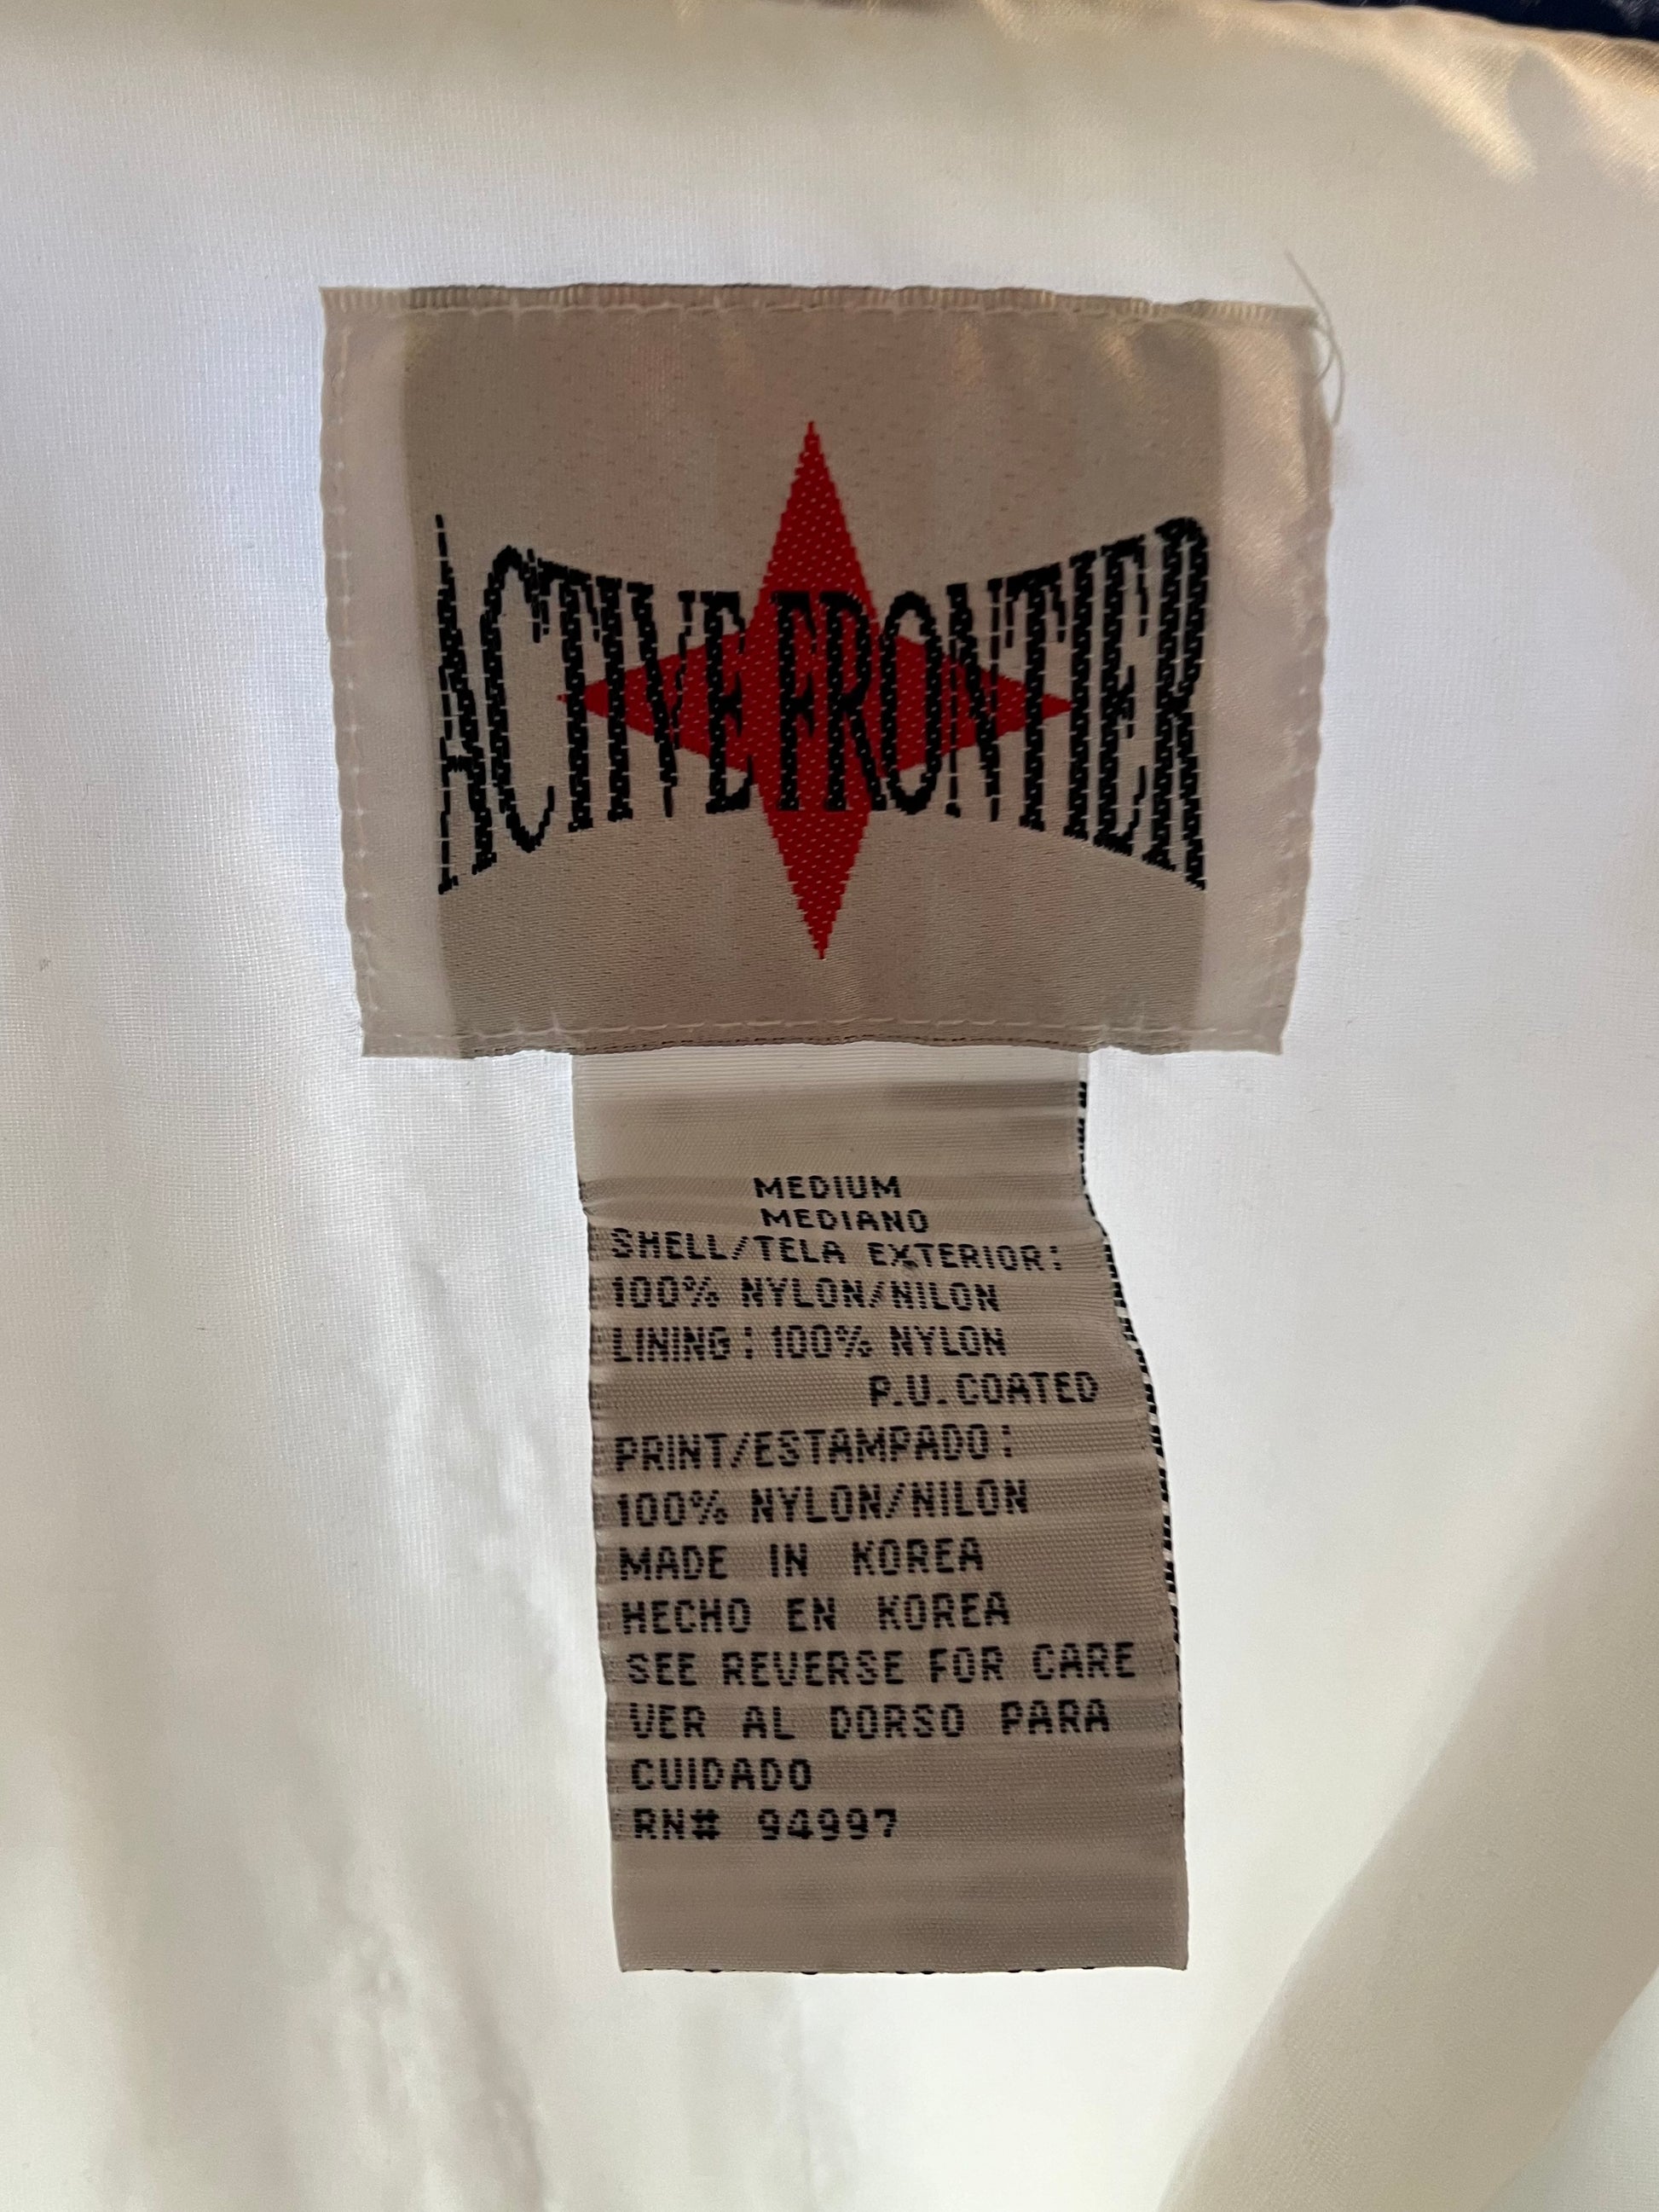 ACTIVE FRONTIER
MEDIUM
MEDIANO
SHELL/TELA EXTERIOR:
100% NYLON/NILON
LINING: 100% NYLON
P.U. COATED
PRINT/ESTAMPADO:
100% NYLON/NILON
MADE IN KOREA
HECHO EN KOREA
SEE REVERSE FOR CARE
VER AL DORSO PARA
CUIDADO
RN# 94997